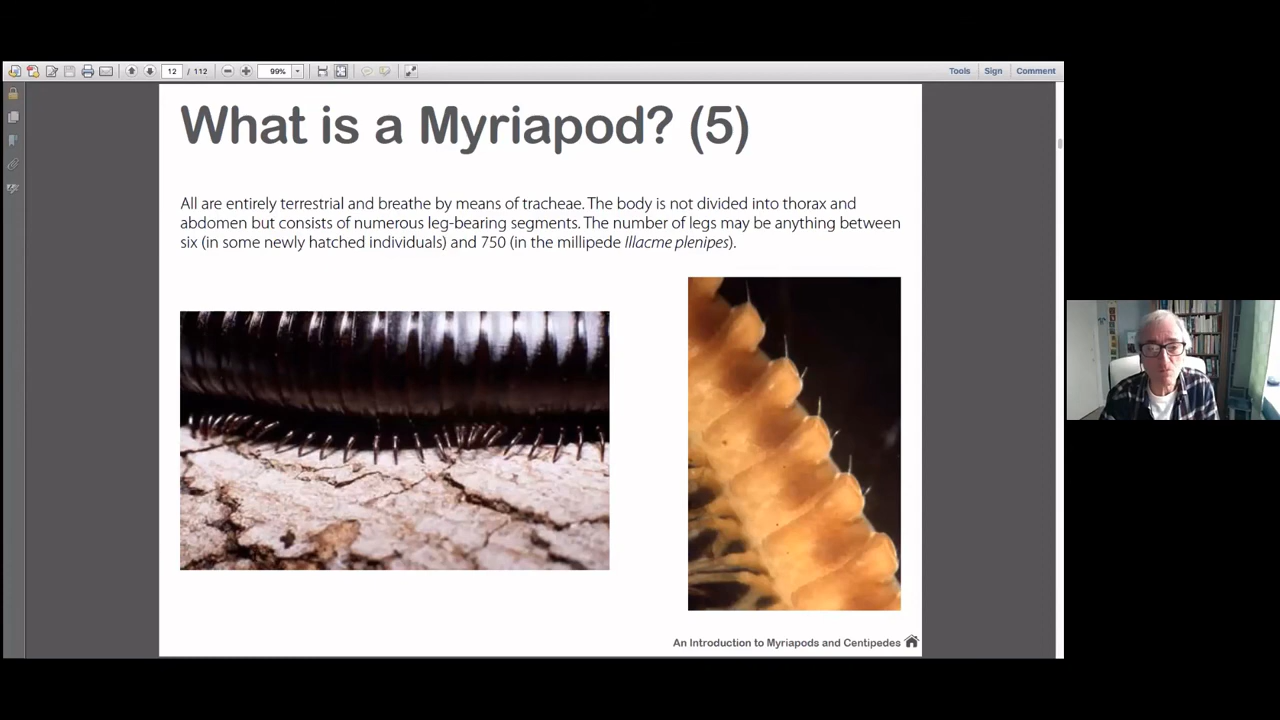 12 / 112
99%
Tools Sign Comment
What is a Myriapod? (5)
All are entirely terrestrial and breathe by means of tracheae. The body is not divided into thorax and
abdomen but consists of numerous leg-bearing segments. The number of legs may be anything between
six (in some newly hatched individuals) and 750 (in the millipede Illacme plenipes).
An Introduction to Myriapods and Centipedes